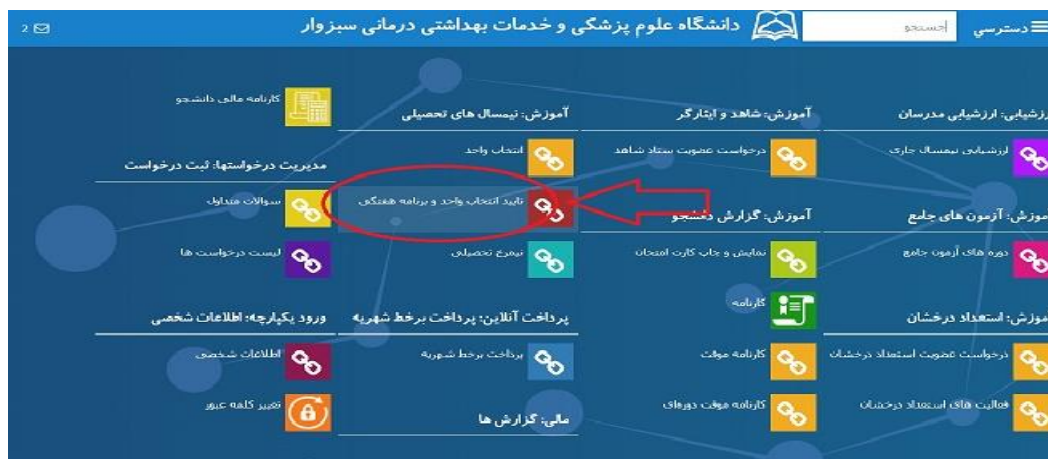 دسترسي
جستجو
دانشگاه علوم پزشکی و خدمات بهداشتی درمانی سبزوار
2
رزشیابی: ارزشیابی مدرسان
ارزشیابی نیمسال جاری
موزش: آزمون های جامع
دوره های آزمون جامع
موزش: استعداد درخشان
درخواست عضویت استعداد درخشان
فعالیت های استعداد درخشان
آموزش: شاهد و ایثارگر
درخواست عضویت ستاد شاهد
آموزش: گزارش دانشجو
نمایش و چاپ کارت امتحان
کارنامه
کارنامه موقت
کارنامه موقت دوره‌ای
آموزش: نیمسال های تحصیلی
انتخاب واحد
تایید انتخاب واحد و برنامه هفتگی
نیمرخ تحصیلی
پرداخت آنلاین: پرداخت برخط شهریه
پرداخت برخط شهریه
مالی: گزارش ها
کارنامه مالی دانشجو
مدیریت درخواستها: ثبت درخواست
سوالات متداول
لیست درخواست ها
ورود یکپارچه: اطلاعات شخصی
اطلاعات شخصی
تغییر کلمه عبور